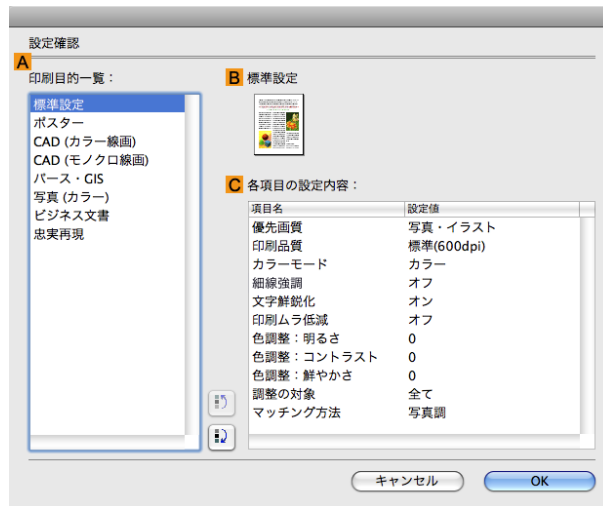 設定確認
A
印刷目的一覧：
標準設定
ポスター
CAD (カラー線画)
CAD (モノクロ線画)
パース・GIS
写真 (カラー)
ビジネス文書
忠実再現
B 標準設定
C 各項目の設定内容：
項目名 設定値
優先画質 写真・イラスト
印刷品質 標準(600dpi)
カラーモード カラー
細線強調 オフ
文字鮮鋭化 オン
印刷ムラ低減 オフ
色調整：明るさ 0
色調整：コントラスト 0
色調整：鮮やかさ 0
調整の対象 全て
マッチング方法 写真調
キャンセル OK